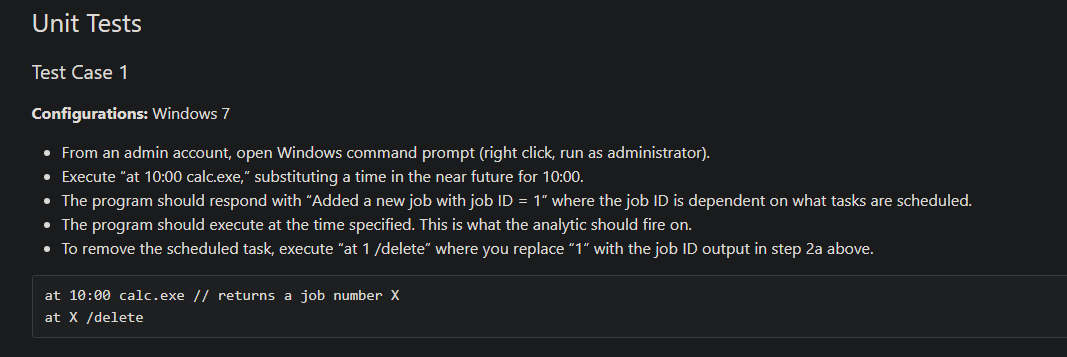 Unit Tests
Test Case 1
Configurations: Windows 7
• From an admin account, open Windows command prompt (right click, run as administrator).
• Execute “at 10:00 calc.exe,” substituting a time in the near future for 10:00.
• The program should respond with “Added a new job with job ID = 1” where the job ID is dependent on what tasks are scheduled.
• The program should execute at the time specified. This is what the analytic should fire on.
• To remove the scheduled task, execute “at 1 /delete” where you replace “1” with the job ID output in step 2a above.
at 10:00 calc.exe // returns a job number X
at X /delete